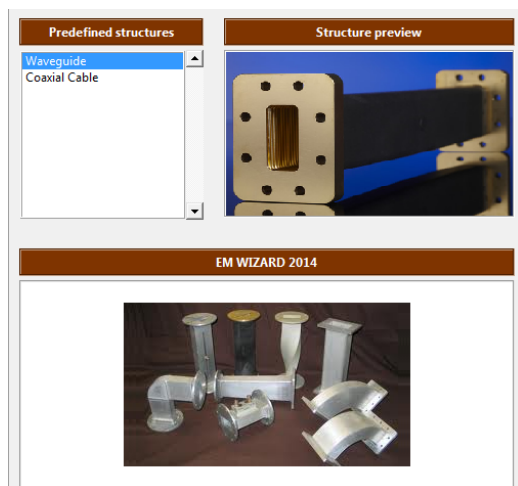 Predefined structures
Structure preview
Waveguide
Coaxial Cable
EM WIZARD 2014